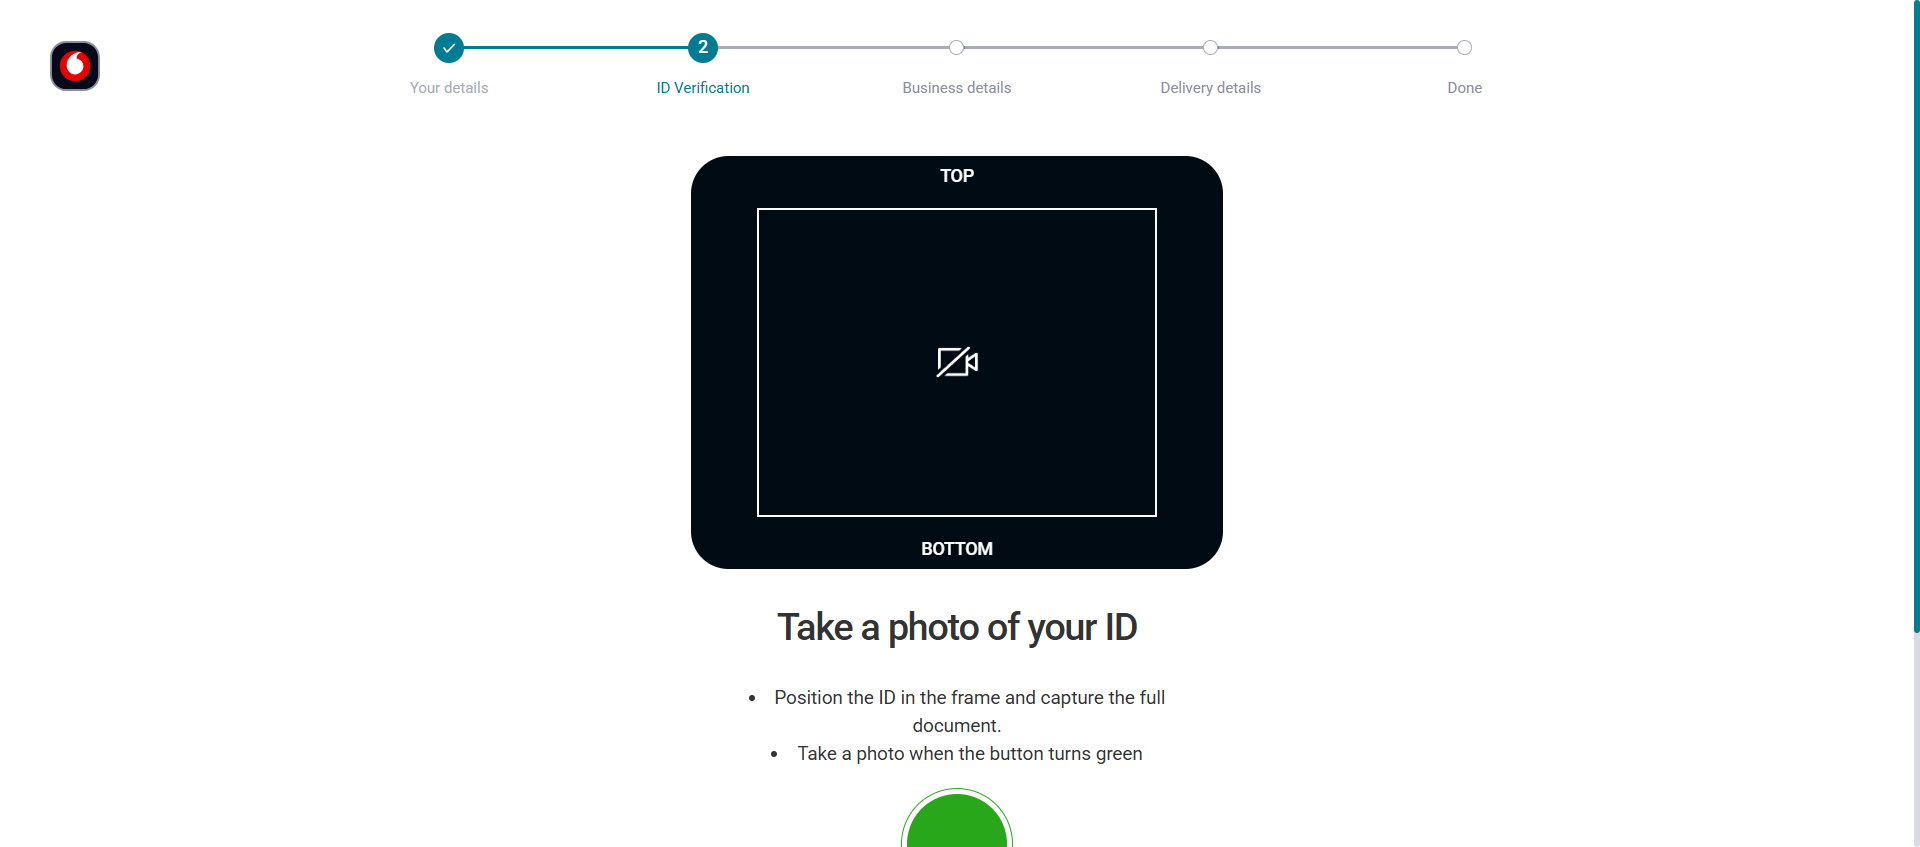 2
Your details
ID Verification
Business details
Delivery details
Done
TOP
BOTTOM
Take a photo of your ID
Position the ID in the frame and capture the full
document.
Take a photo when the button turns green